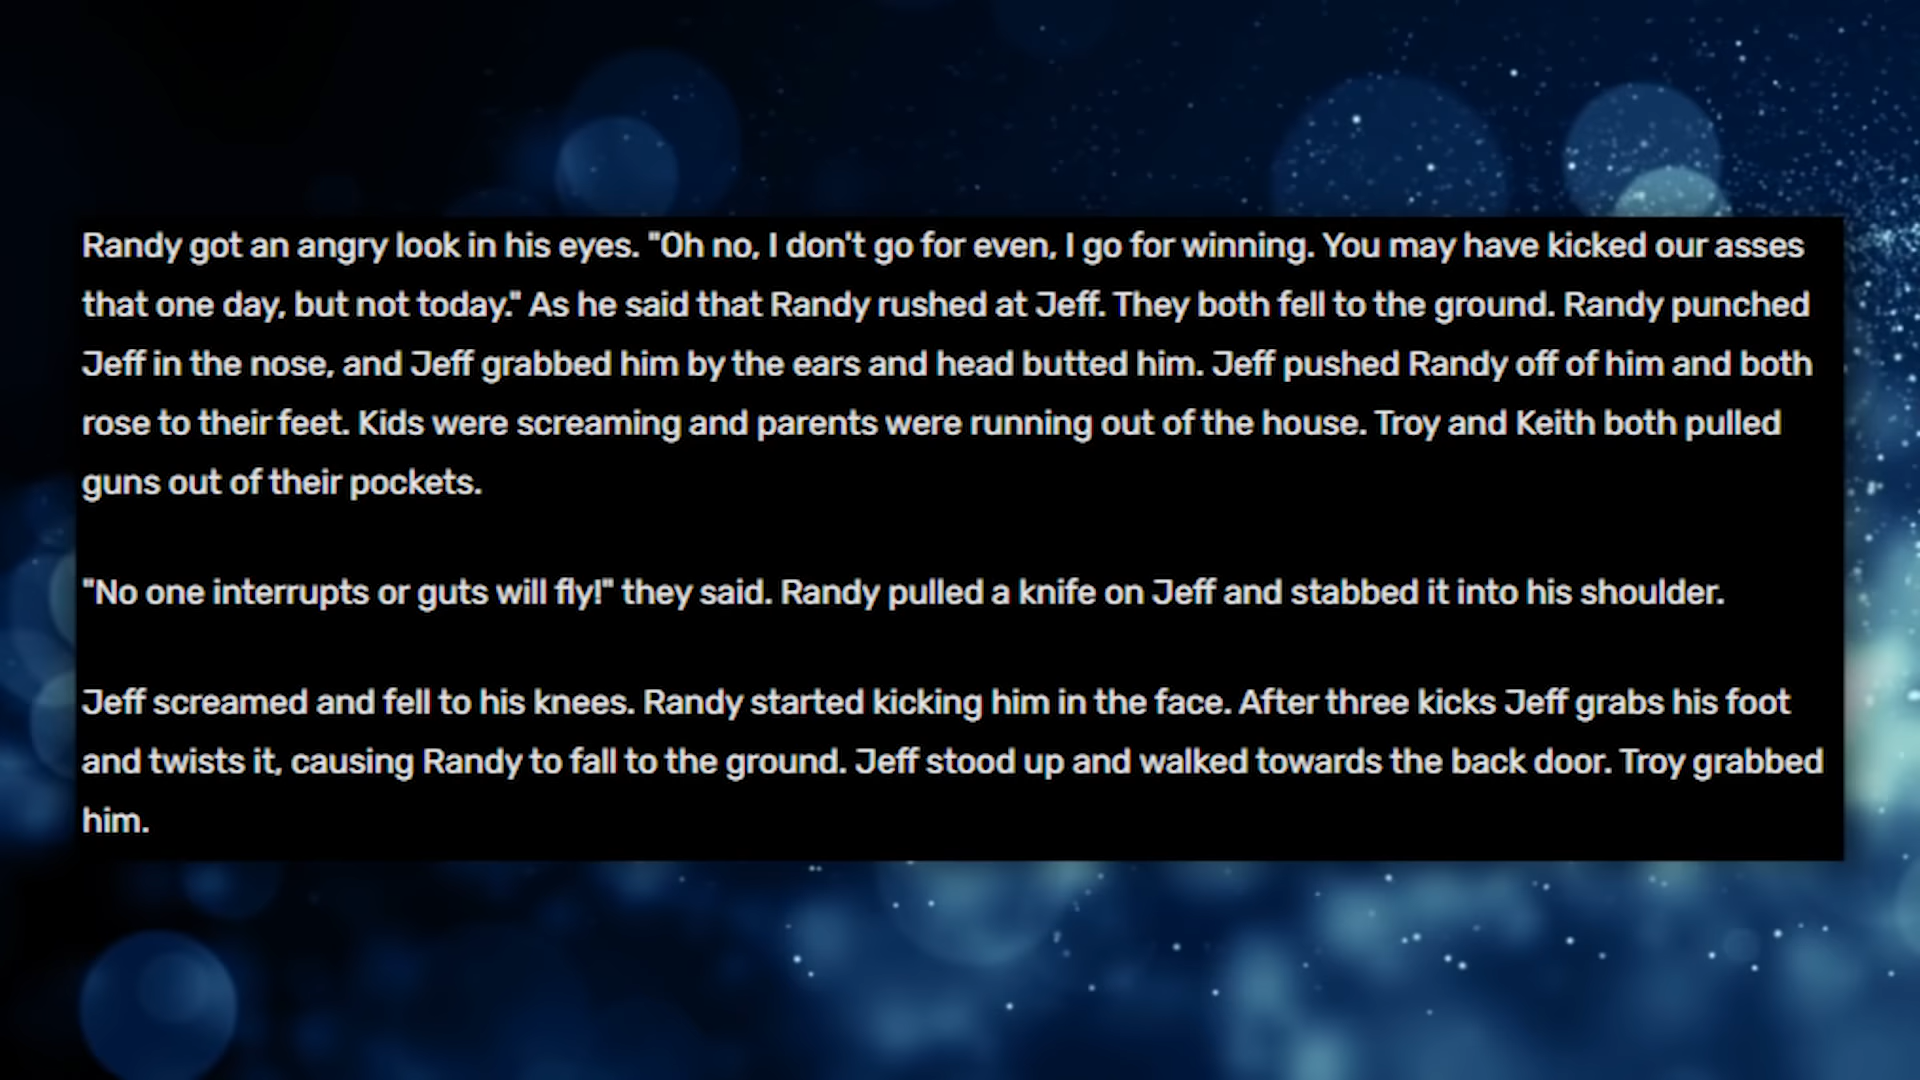 Randy got an angry look in his eyes. "Oh no, I don't go for even, I go for winning. You may have kicked our asses
that one day, but not today." As he said that Randy rushed at Jeff. They both fell to the ground. Randy punched
Jeff in the nose, and Jeff grabbed him by the ears and head butted him. Jeff pushed Randy off of him and both
rose to their feet. Kids were screaming and parents were running out of the house. Troy and Keith both pulled
guns out of their pockets.
"No one interrupts or guts will fly!" they said. Randy pulled a knife on Jeff and stabbed it into his shoulder.
Jeff screamed and fell to his knees. Randy started kicking him in the face. After three kicks Jeff grabs his foot
and twists it, causing Randy to fall to the ground. Jeff stood up and walked towards the back door. Troy grabbed
him.